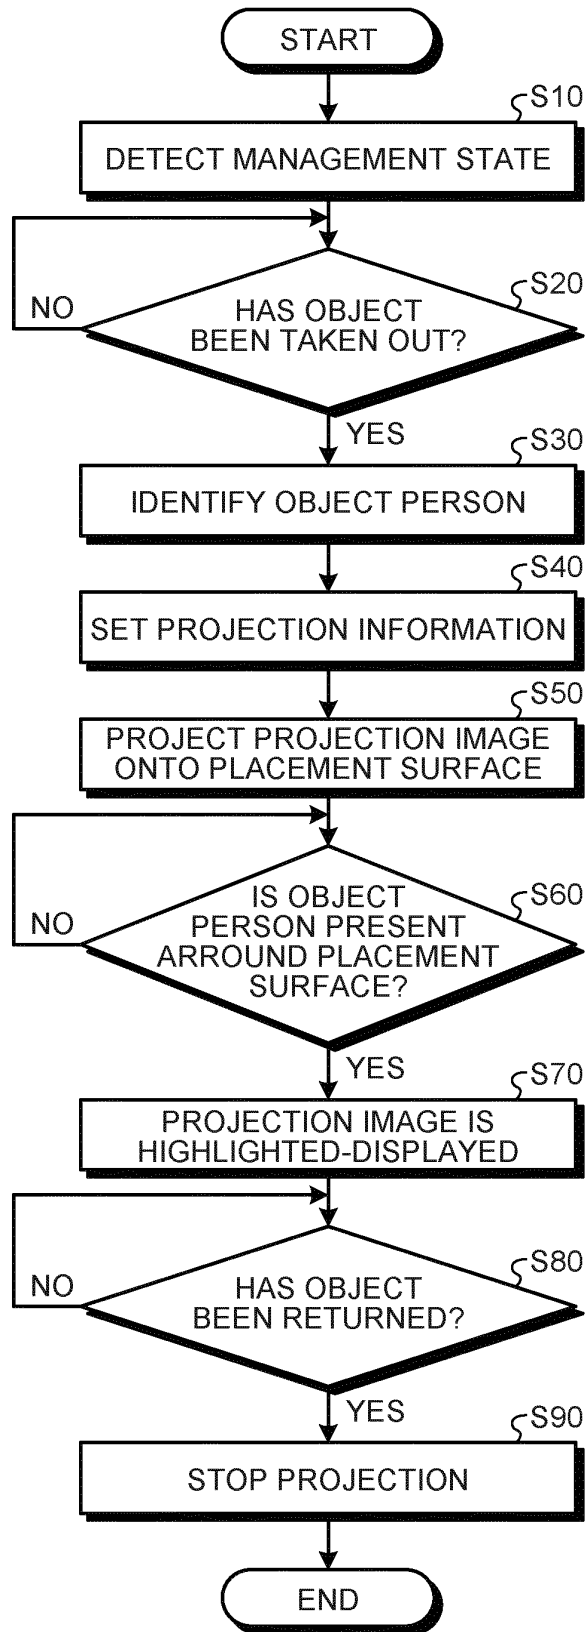 START
S10
DETECT MANAGEMENT STATE
S20
HAS OBJECT
BEEN TAKEN OUT?
NO
YES
S30
IDENTIFY OBJECT PERSON
S40
SET PROJECTION INFORMATION
S50
PROJECT PROJECTION IMAGE
ONTO PLACEMENT SURFACE
S60
IS OBJECT
PERSON PRESENT
ARROUND PLACEMENT
SURFACE?
NO
YES
S70
PROJECTION IMAGE IS
HIGHLIGHTED-DISPLAYED
S80
HAS OBJECT
BEEN RETURNED?
NO
YES
S90
STOP PROJECTION
END